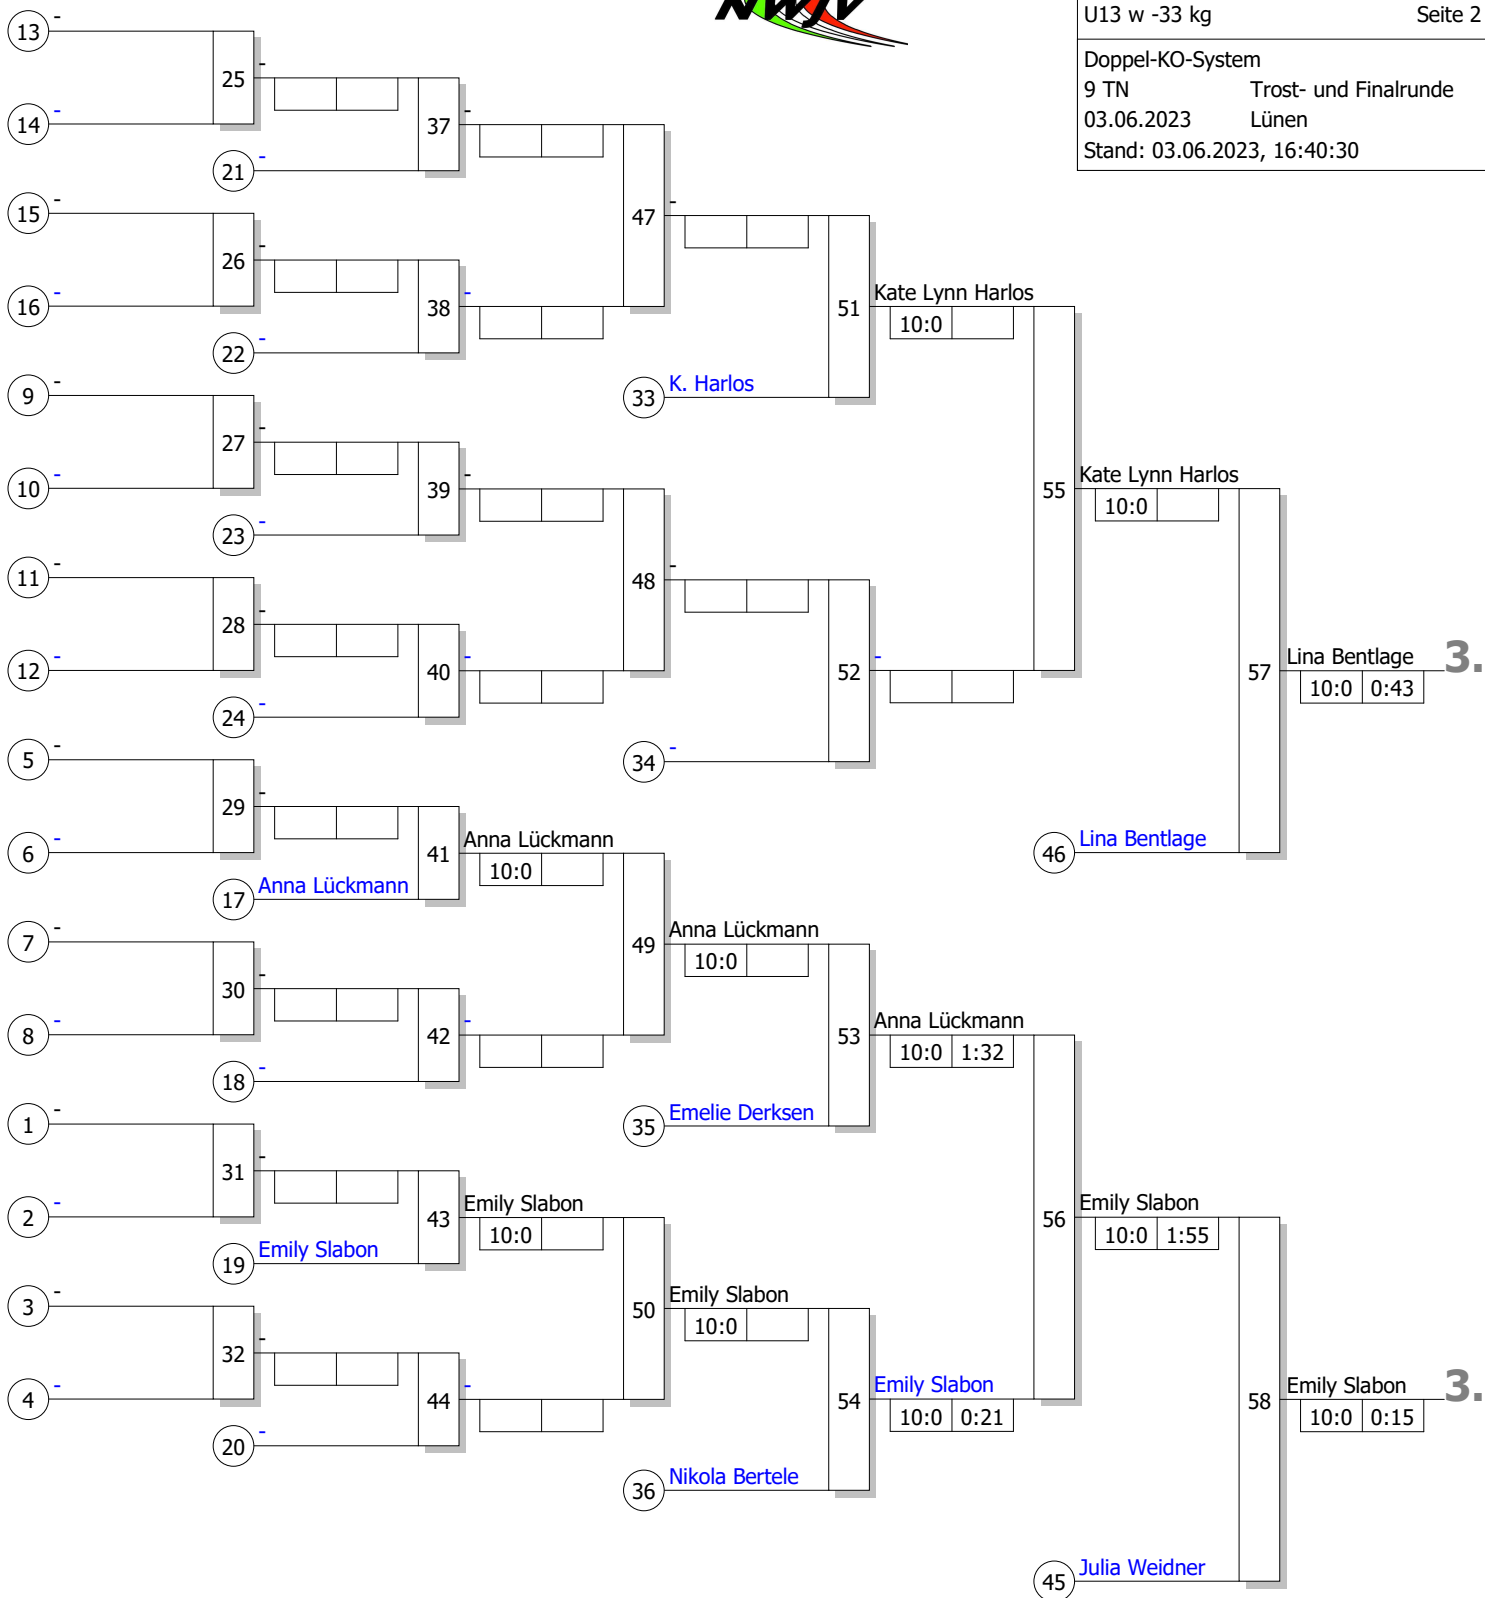 NWJV
U13 w -33 kg Seite 2
Doppel-KO-System
9 TN Trost- und Finalrunde
03.06.2023 Lünen
Stand: 03.06.2023, 16:40:30
13 -
25 -
14 -
37 -
21 -
47 -
15 -
26 -
16 -
38 -
22 -
51 Kate Lynn Harlos
10:0
33 K. Harlos
9 -
27 -
10 -
39 -
23 -
55 Kate Lynn Harlos
10:0
48 -
11 -
28 -
12 -
40 -
24 -
52 -
34 -
57 Lina Bentlage 3.
10:0 0:43
46 Lina Bentlage
5 -
29 -
6 -
41 Anna Lückmann
10:0
17 Anna Lückmann
49 Anna Lückmann
10:0
7 -
30 -
8 -
42 -
18 -
53 Anna Lückmann
10:0 1:32
35 Emelie Derksen
1 -
31 -
2 -
43 Emily Slabon
10:0
19 Emily Slabon
56 Emily Slabon
10:0 1:55
50 Emily Slabon
10:0
3 -
32 -
4 -
44 -
20 -
54 Emily Slabon
10:0 0:21
36 Nikola Bertele
58 Emily Slabon 3.
10:0 0:15
45 Julia Weidner